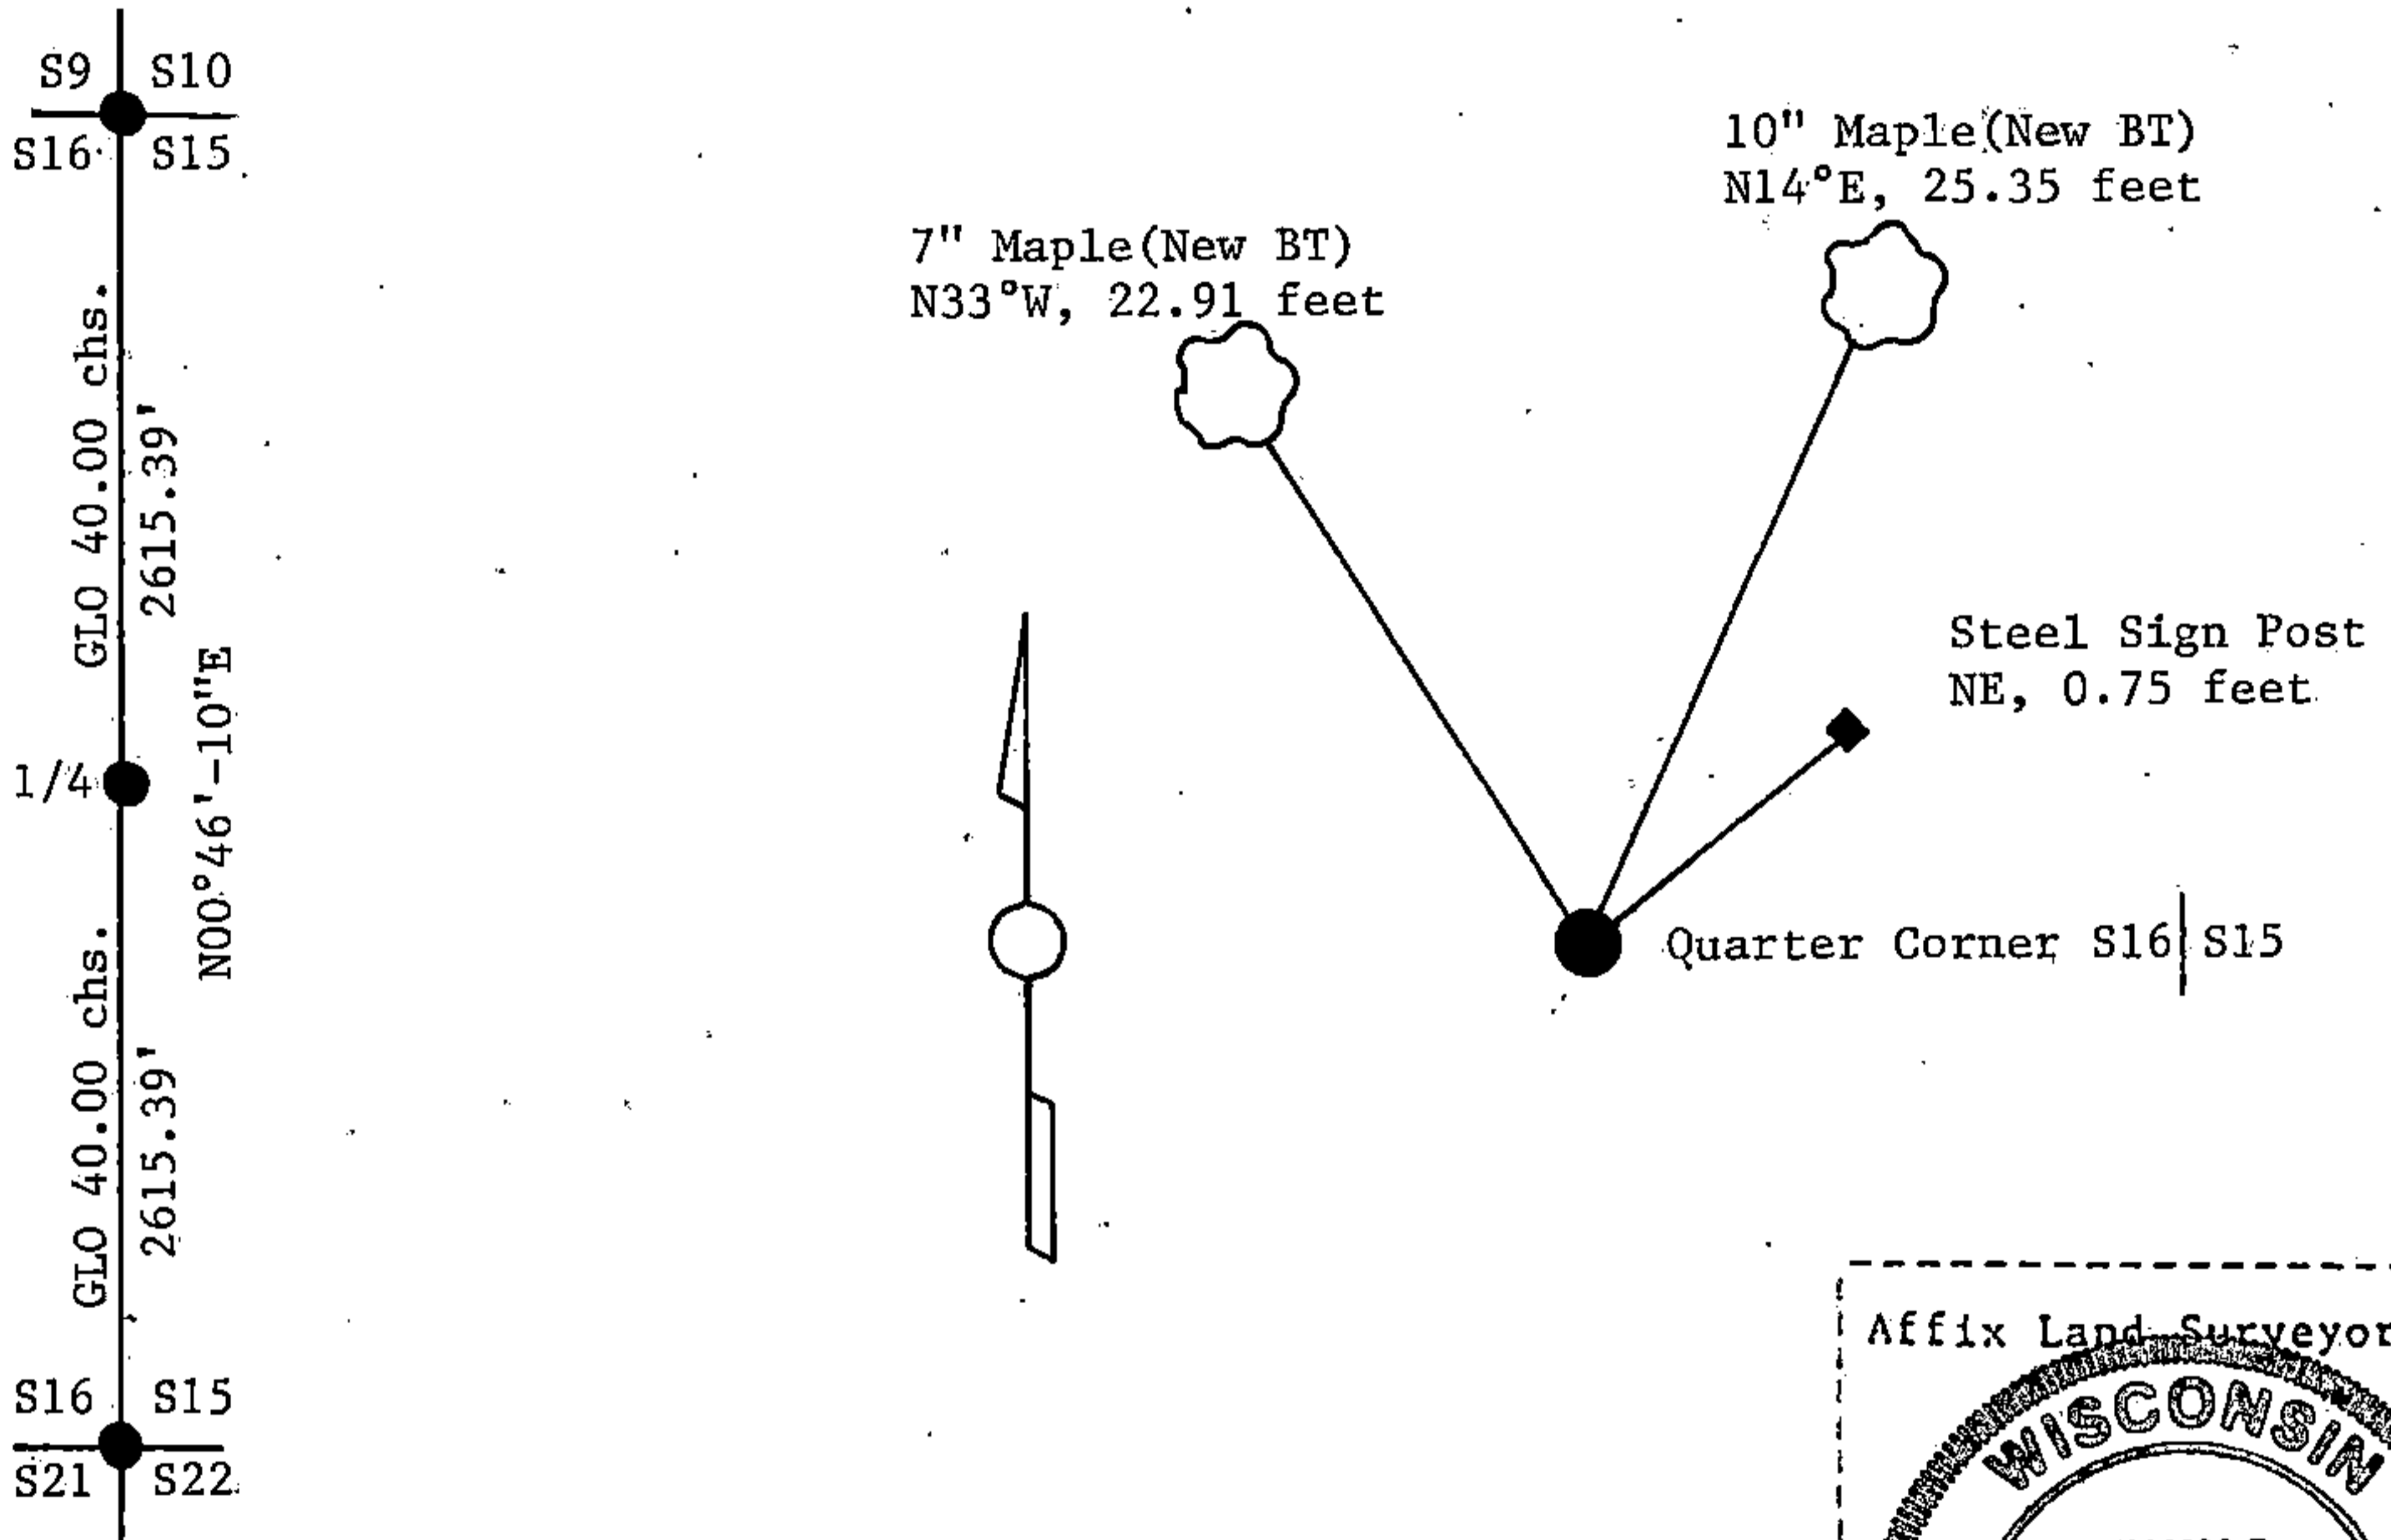 S9 S10
S16 S15
GLO 40.00 chs.
2615.39'
1/4
N00°46'-10"E
GLO 40.00 chs.
2615.39'
S16 S15
S21 S22
7" Maple(New BT)
N33°W, 22.91 feet
10" Maple(New BT)
N14°E, 25.35 feet
Steel Sign Post
NE, 0.75 feet
Quarter Corner S16 S15
Affix Land Surveyor
WISCONSIN